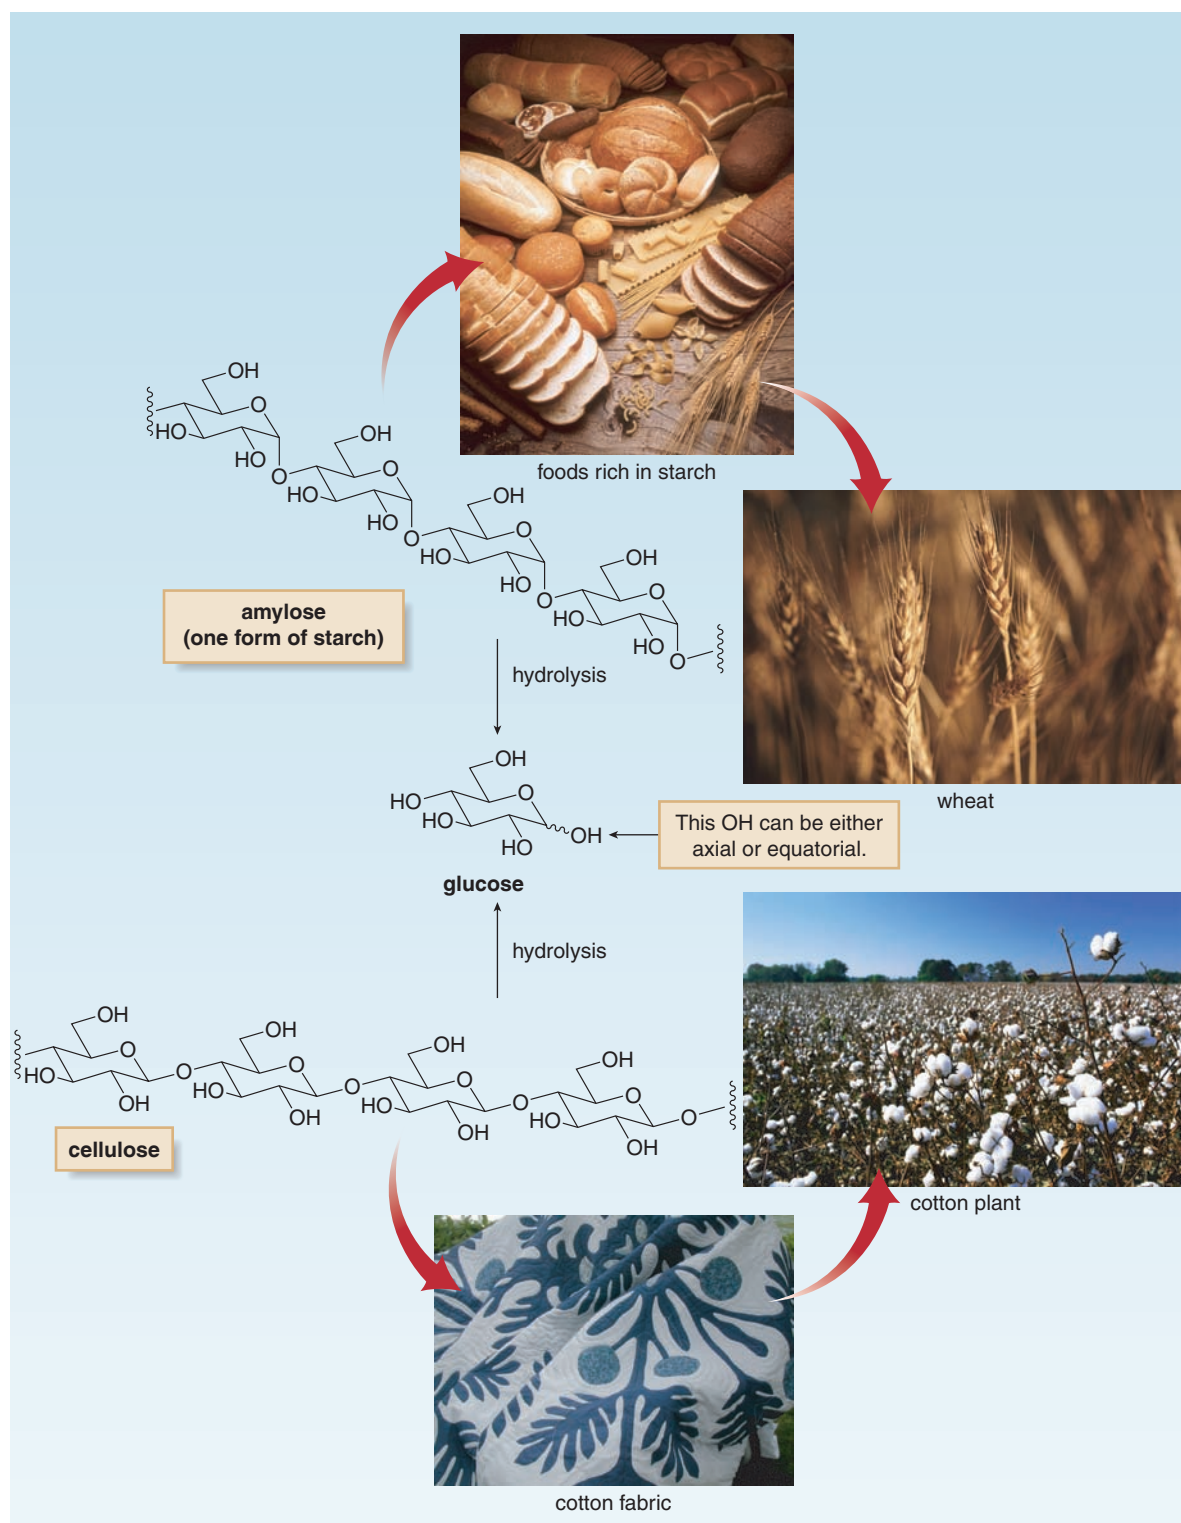 OH
O
HO
HO
O
OH
O
HO
HO
O
OH
O
HO
HO
O
OH
O
HO
HO
O
foods rich in starch
amylose
(one form of starch)
hydrolysis
wheat
OH
HO
O
HO
HO
OH
This OH can be either
axial or equatorial.
glucose
hydrolysis
OH
O
HO
OH
O
OH
O
HO
OH
O
OH
O
HO
OH
O
OH
O
HO
OH
O
cellulose
cotton plant
cotton fabric